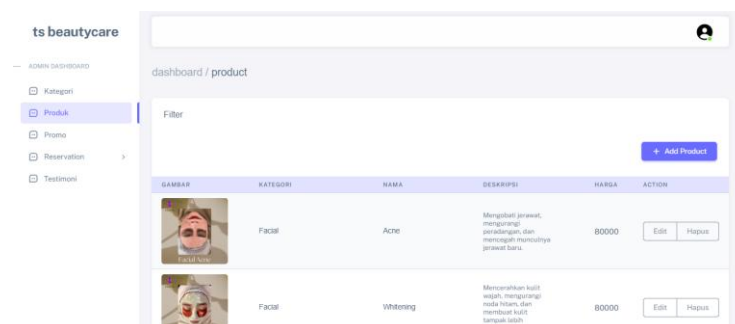 ts beautycare
ADMIN DASHBOARD
Kategori
Produk
Promo
Reservation
Testimoni
dashboard / product
Filter
+ Add Product
GAMBAR KATEGORI NAMA DESKRIPSI HARGA ACTION
Facial Acne
Facial
Acne
Mengobati jerawat,
mengurangi
peradangan, dan
mencegah munculnya
jerawat baru.
80000
Edit Hapus
Facial
Whitening
Mencerahkan kulit
wajah, mengurangi
noda hitam, dan
membuat kulit
tampak lebih
80000
Edit Hapus